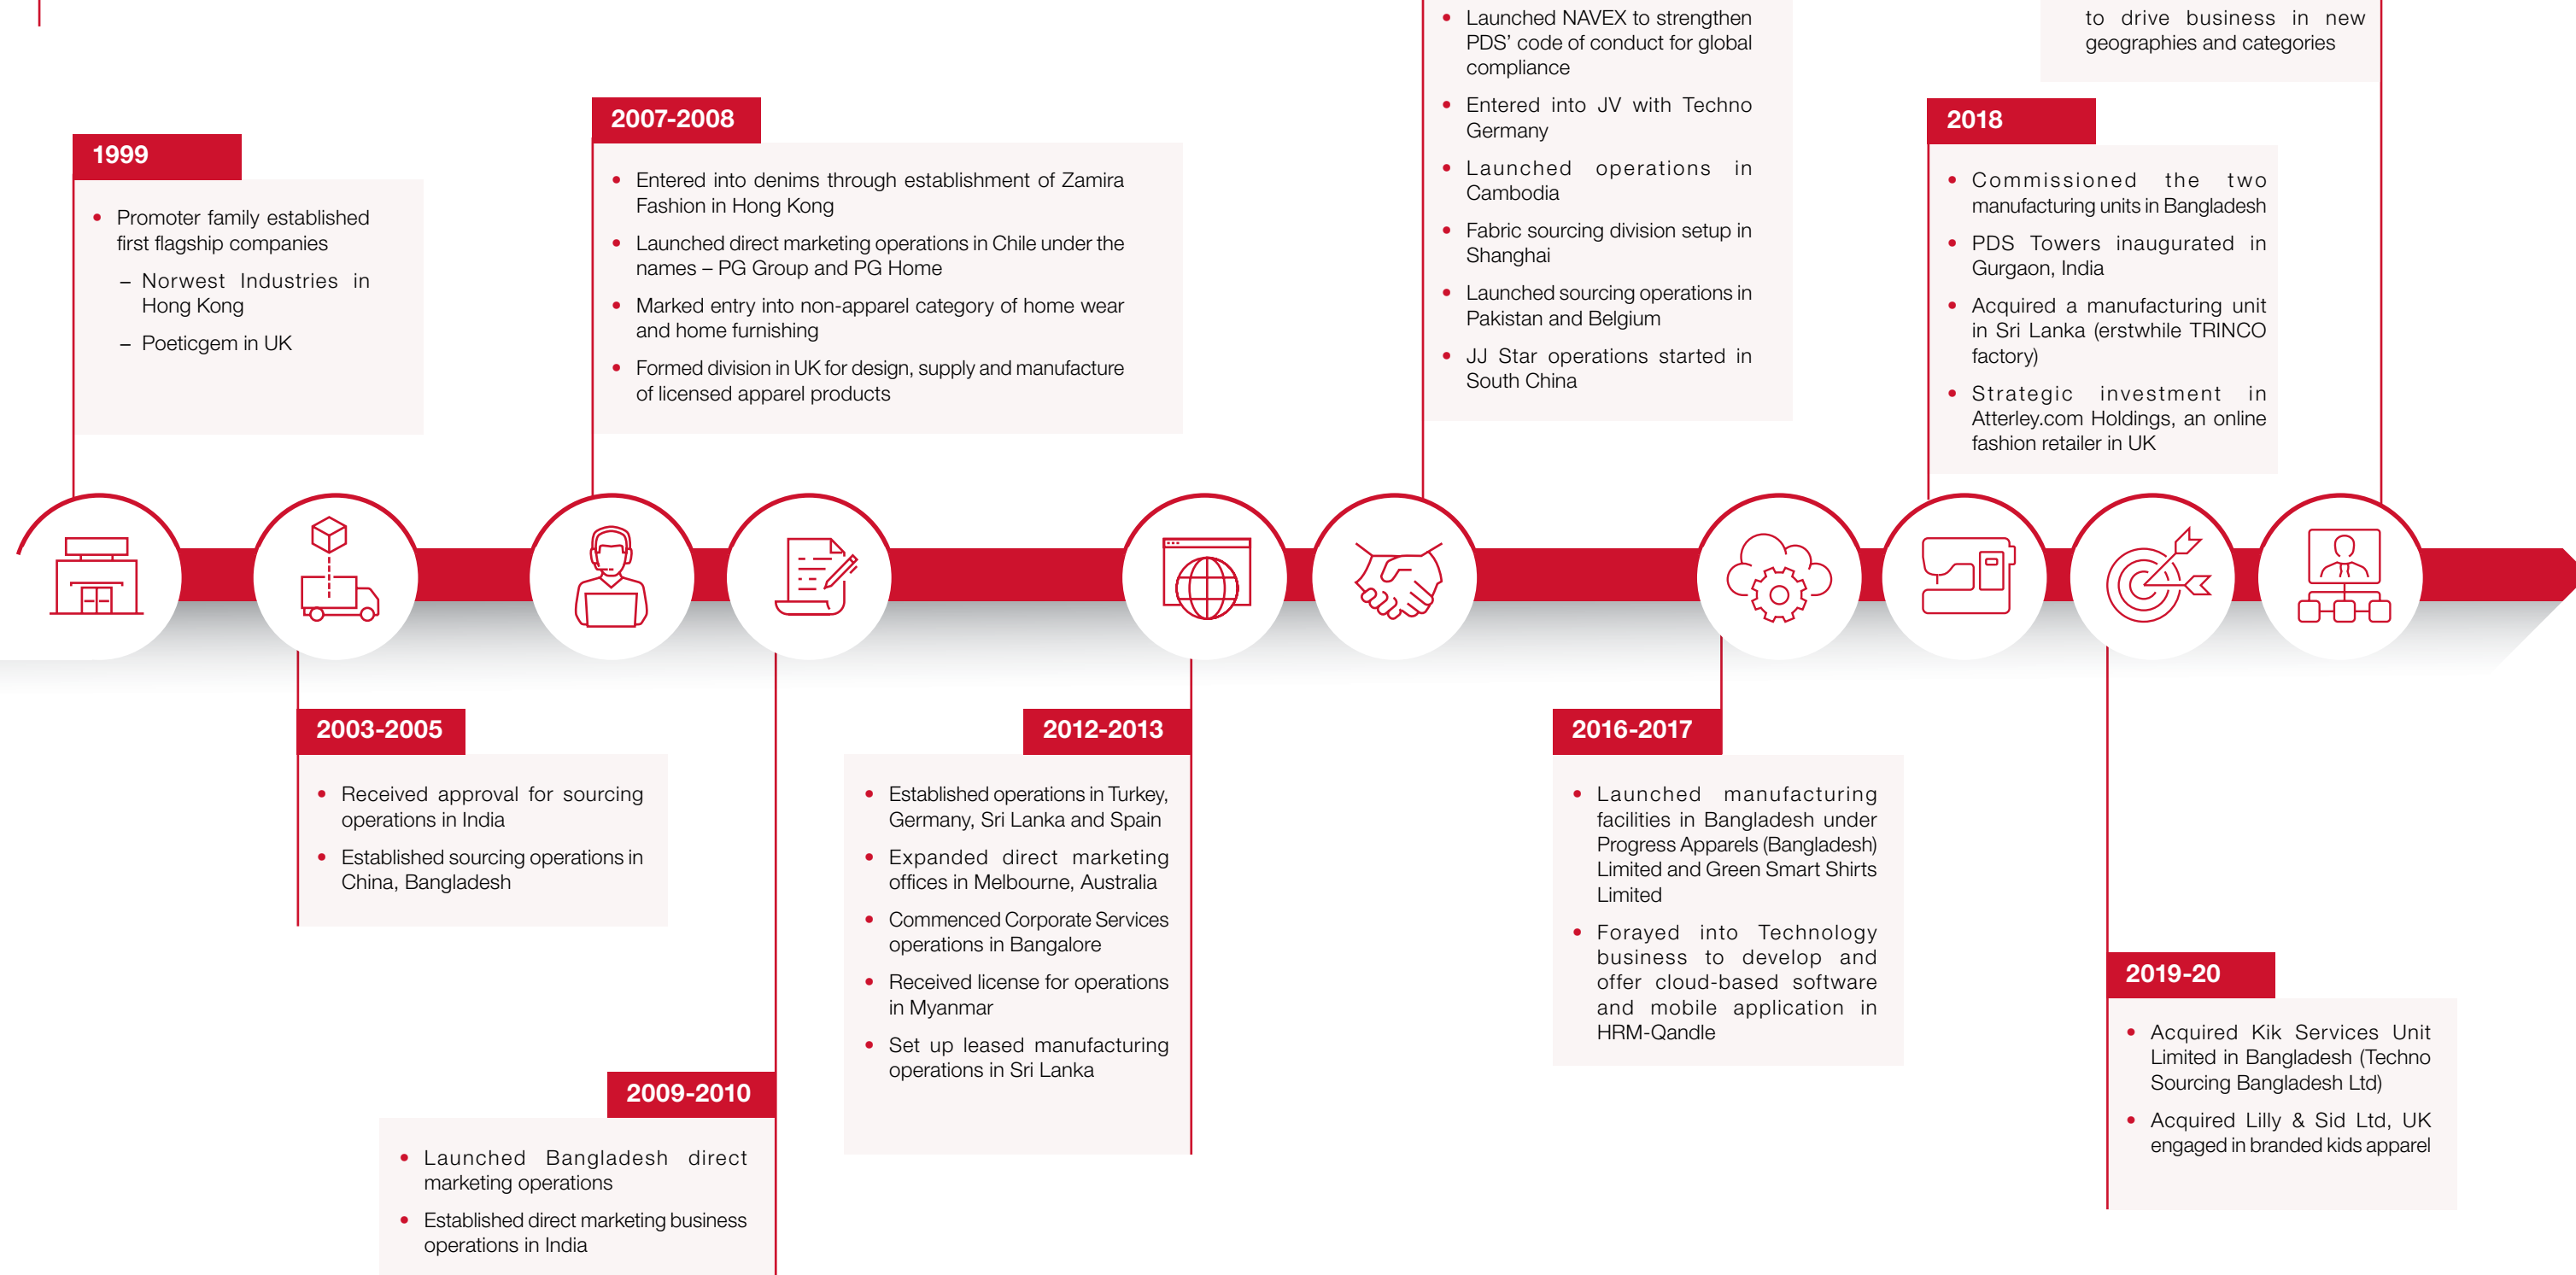 1999
• Promoter family established
first flagship companies
– Norwest Industries in
Hong Kong
– Poeticgem in UK
2003-2005
• Received approval for sourcing
operations in India
• Established sourcing operations in
China, Bangladesh
2007-2008
• Entered into denims through establishment of Zamira
Fashion in Hong Kong
• Launched direct marketing operations in Chile under the
names – PG Group and PG Home
• Marked entry into non-apparel category of home wear
and home furnishing
• Formed division in UK for design, supply and manufacture
of licensed apparel products
2009-2010
• Launched Bangladesh direct
marketing operations
• Established direct marketing business
operations in India
2012-2013
• Established operations in Turkey,
Germany, Sri Lanka and Spain
• Expanded direct marketing
offices in Melbourne, Australia
• Commenced Corporate Services
operations in Bangalore
• Received license for operations
in Myanmar
• Set up leased manufacturing
operations in Sri Lanka
• Launched NAVEX to strengthen
PDS’ code of conduct for global
compliance
• Entered into JV with Techno
Germany
• Launched operations in
Cambodia
• Fabric sourcing division setup in
Shanghai
• Launched sourcing operations in
Pakistan and Belgium
• JJ Star operations started in
South China
2016-2017
• Launched manufacturing
facilities in Bangladesh under
Progress Apparels (Bangladesh)
Limited and Green Smart Shirts
Limited
• Forayed into Technology
business to develop and
offer cloud-based software
and mobile application in
HRM-Qandle
2018
• Commissioned the two
manufacturing units in Bangladesh
• PDS Towers inaugurated in
Gurgaon, India
• Acquired a manufacturing unit
in Sri Lanka (erstwhile TRINCO
factory)
• Strategic investment in
Atterley.com Holdings, an online
fashion retailer in UK
2019-20
• Acquired Kik Services Unit
Limited in Bangladesh (Techno
Sourcing Bangladesh Ltd)
• Acquired Lilly & Sid Ltd, UK
engaged in branded kids apparel
to drive business in new
geographies and categories